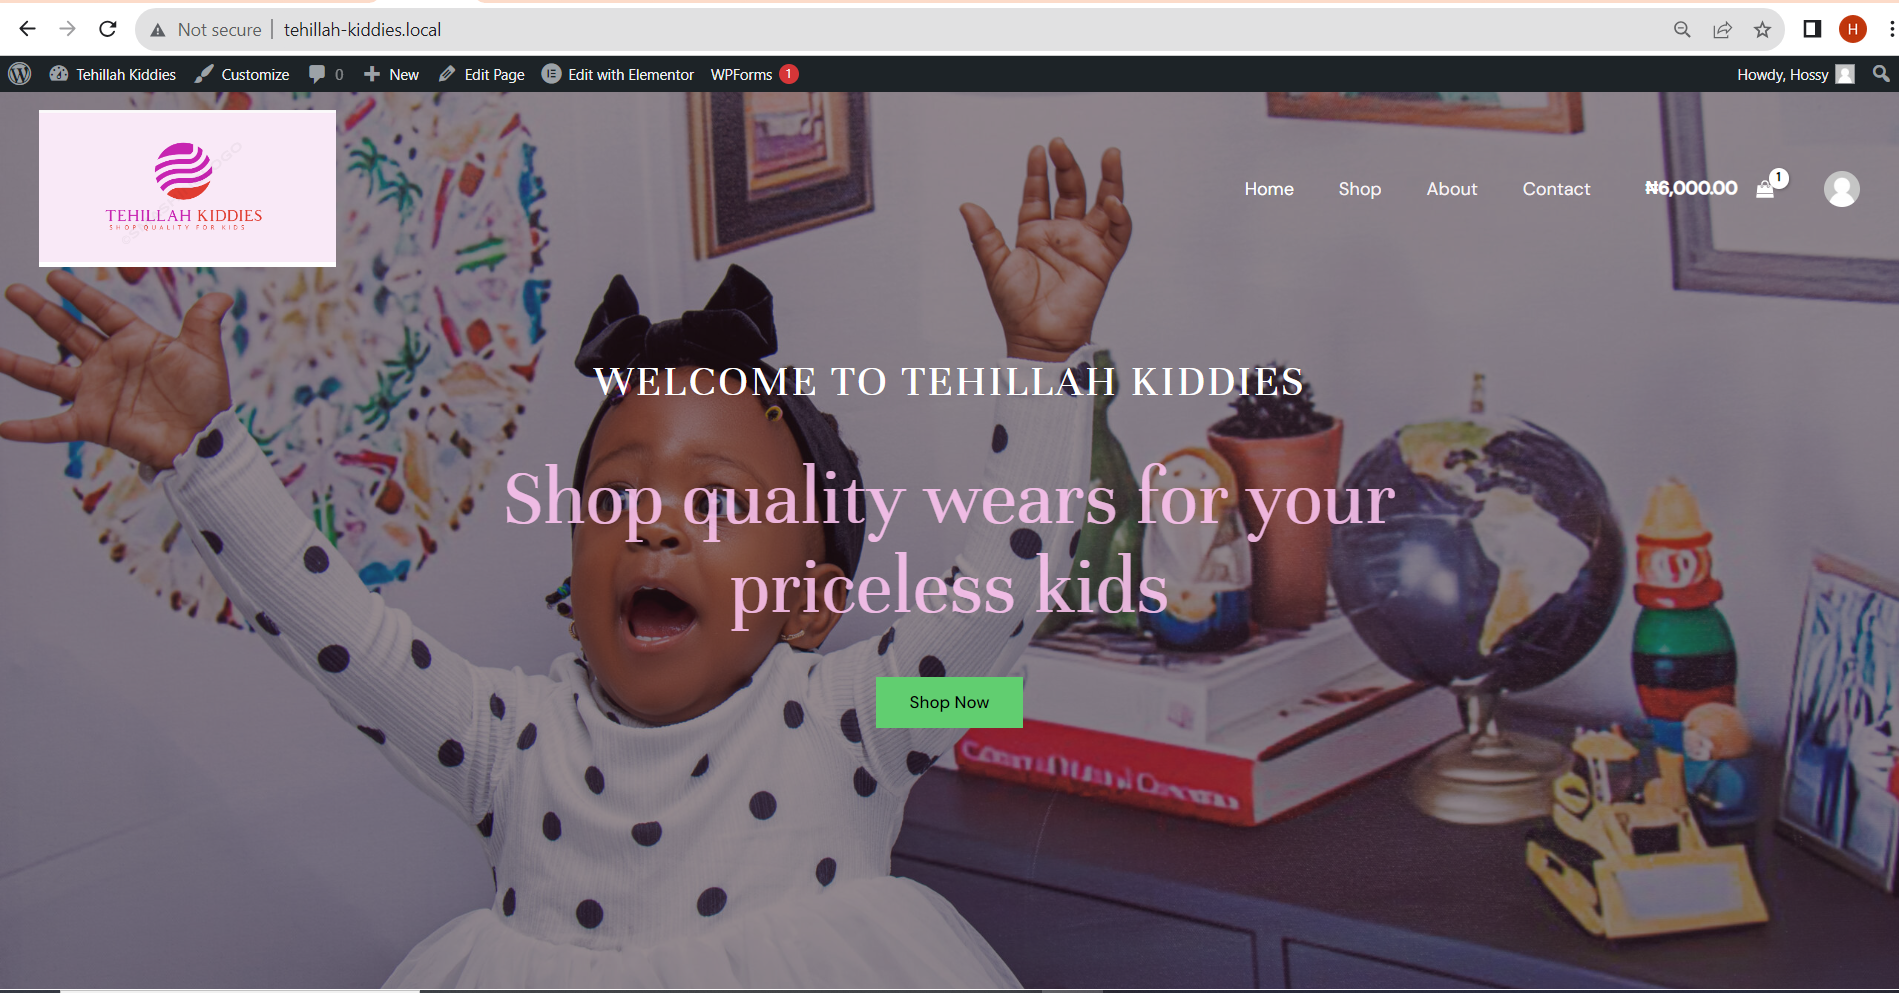 Not secure
tehillah-kiddies.local
H
Tehillah Kiddies
Customize
0
New
Edit Page
Edit with Elementor
WPForms 1
Howdy, Hossy
TEHILLAH KIDDIES
SHOP QUALITY FOR KIDS
Home
Shop
About
Contact
₦6,000.00
1
WELCOME TO TEHILLAH KIDDIES
Shop quality wears for your
priceless kids
Shop Now